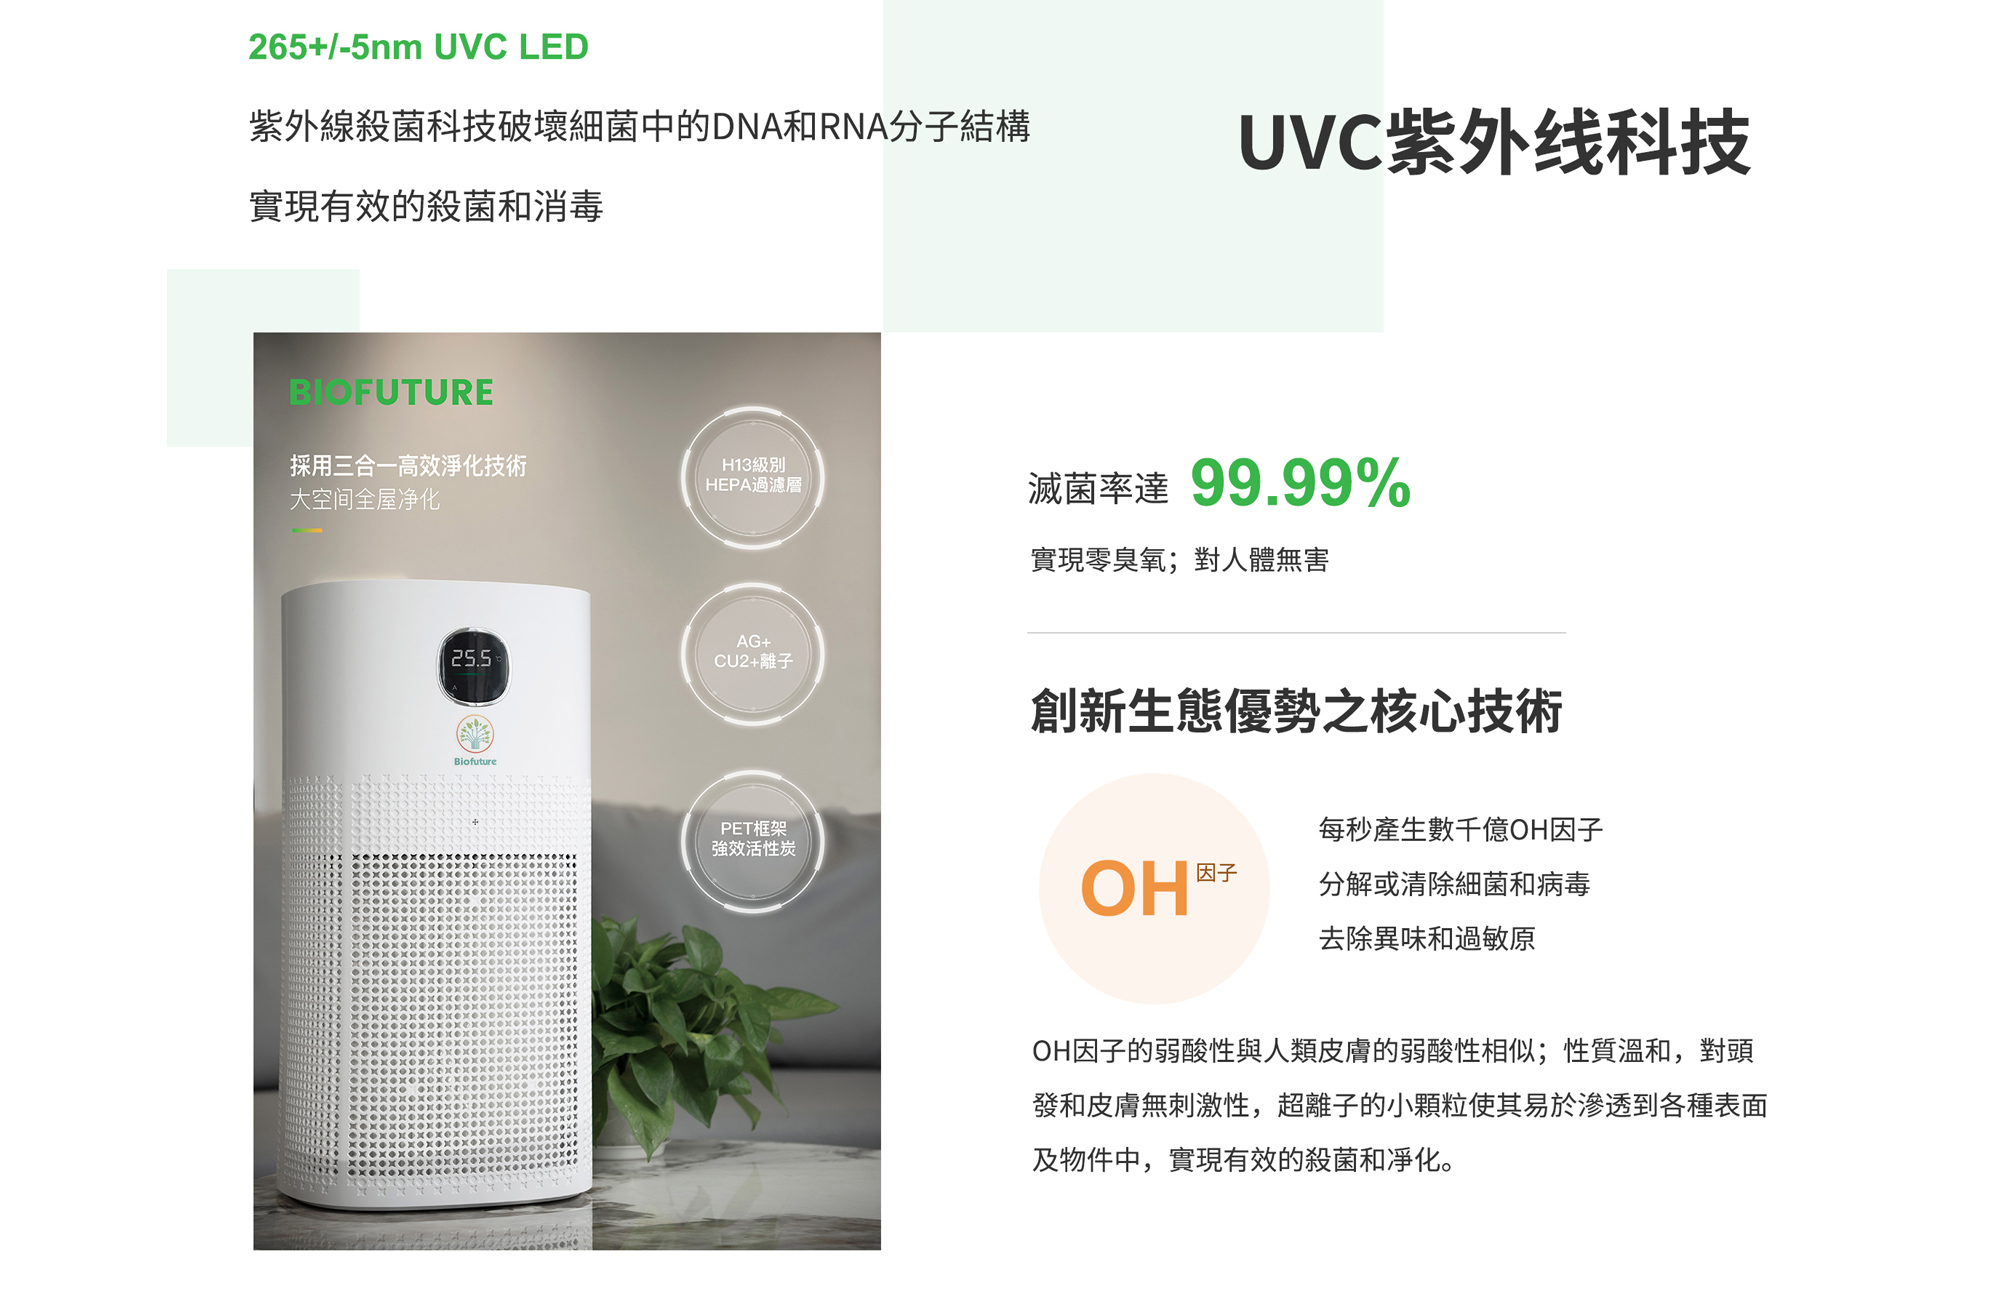 265+/-5nm UVC LED
紫外線殺菌科技破壞細菌中的DNA和RNA分子結構
實現有效的殺菌和消毒
UVC紫外线科技
BIOFUTURE
採用三合一高效淨化技術
大空间全屋净化
H13級別
HEPA過濾層
AG+
CU2+離子
PET框架
強效活性炭
25.5
A
Biofuture
滅菌率達 99.99%
實現零臭氧；對人體無害
創新生態優勢之核心技術
OH因子
每秒產生數千億OH因子
分解或清除細菌和病毒
去除異味和過敏原
OH因子的弱酸性與人類皮膚的弱酸性相似；性質溫和，對頭
發和皮膚無刺激性，超離子的小顆粒使其易於滲透到各種表面
及物件中，實現有效的殺菌和凈化。